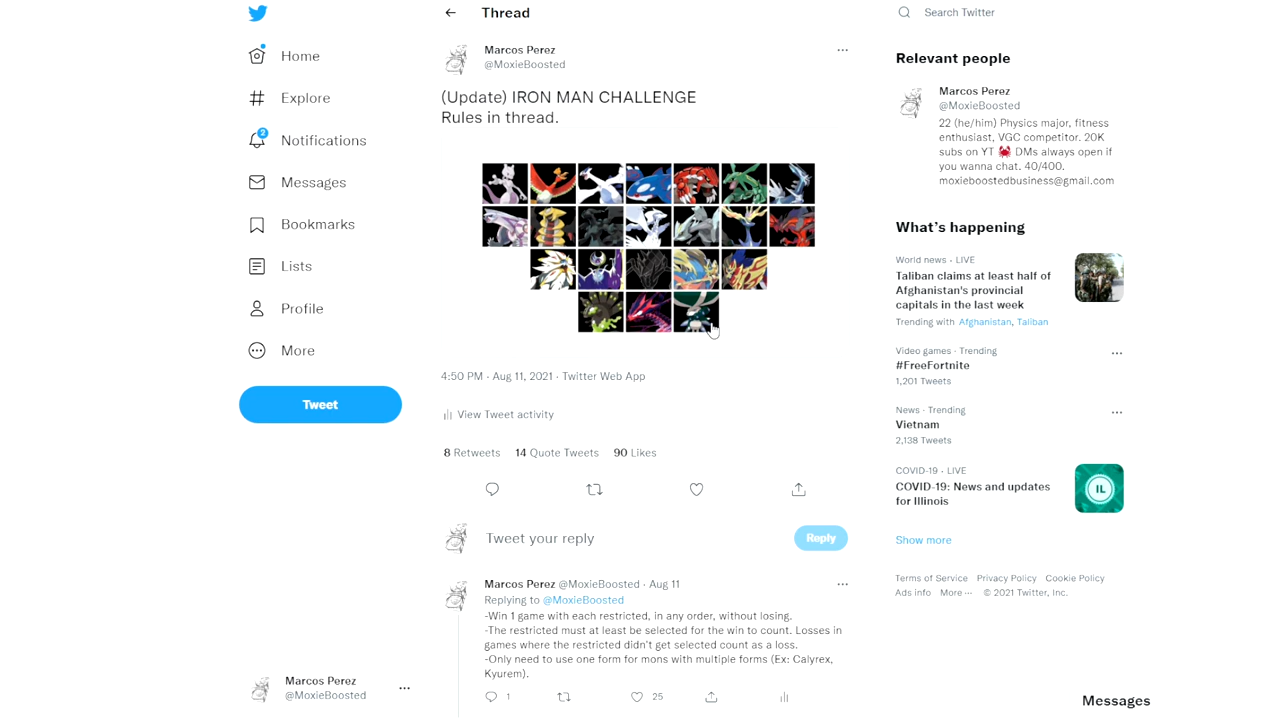 Home
Explore
2
Notifications
Messages
Bookmarks
Lists
Profile
More
Tweet
Marcos Perez
@MoxieBoosted
Thread
Marcos Perez
@MoxieBoosted
(Update) IRON MAN CHALLENGE
Rules in thread.
4:50 PM · Aug 11, 2021 · Twitter Web App
View Tweet activity
8 Retweets 14 Quote Tweets 90 Likes
Tweet your reply
Reply
Marcos Perez @MoxieBoosted · Aug 11
Replying to @MoxieBoosted
-Win 1 game with each restricted, in any order, without losing.
-The restricted must at least be selected for the win to count. Losses in
games where the restricted didn't get selected count as a loss.
-Only need to use one form for mons with multiple forms (Ex: Calyrex,
Kyurem).
1 25
Search Twitter
Relevant people
Marcos Perez
@MoxieBoosted
22 (he/him) Physics major, fitness
enthusiast, VGC competitor. 20K
subs on YT 🦀 DMs always open if
you wanna chat. 40/400.
moxieboostedbusiness@gmail.com
What's happening
World news · LIVE
Taliban claims at least half of
Afghanistan's provincial
capitals in the last week
Trending with Afghanistan, Taliban
Video games · Trending
#FreeFortnite
1,201 Tweets
News · Trending
Vietnam
2,138 Tweets
COVID-19 · LIVE
COVID-19: News and updates
for Illinois
IL
Show more
Terms of Service Privacy Policy Cookie Policy
Ads info More ··· © 2021 Twitter, Inc.
Messages